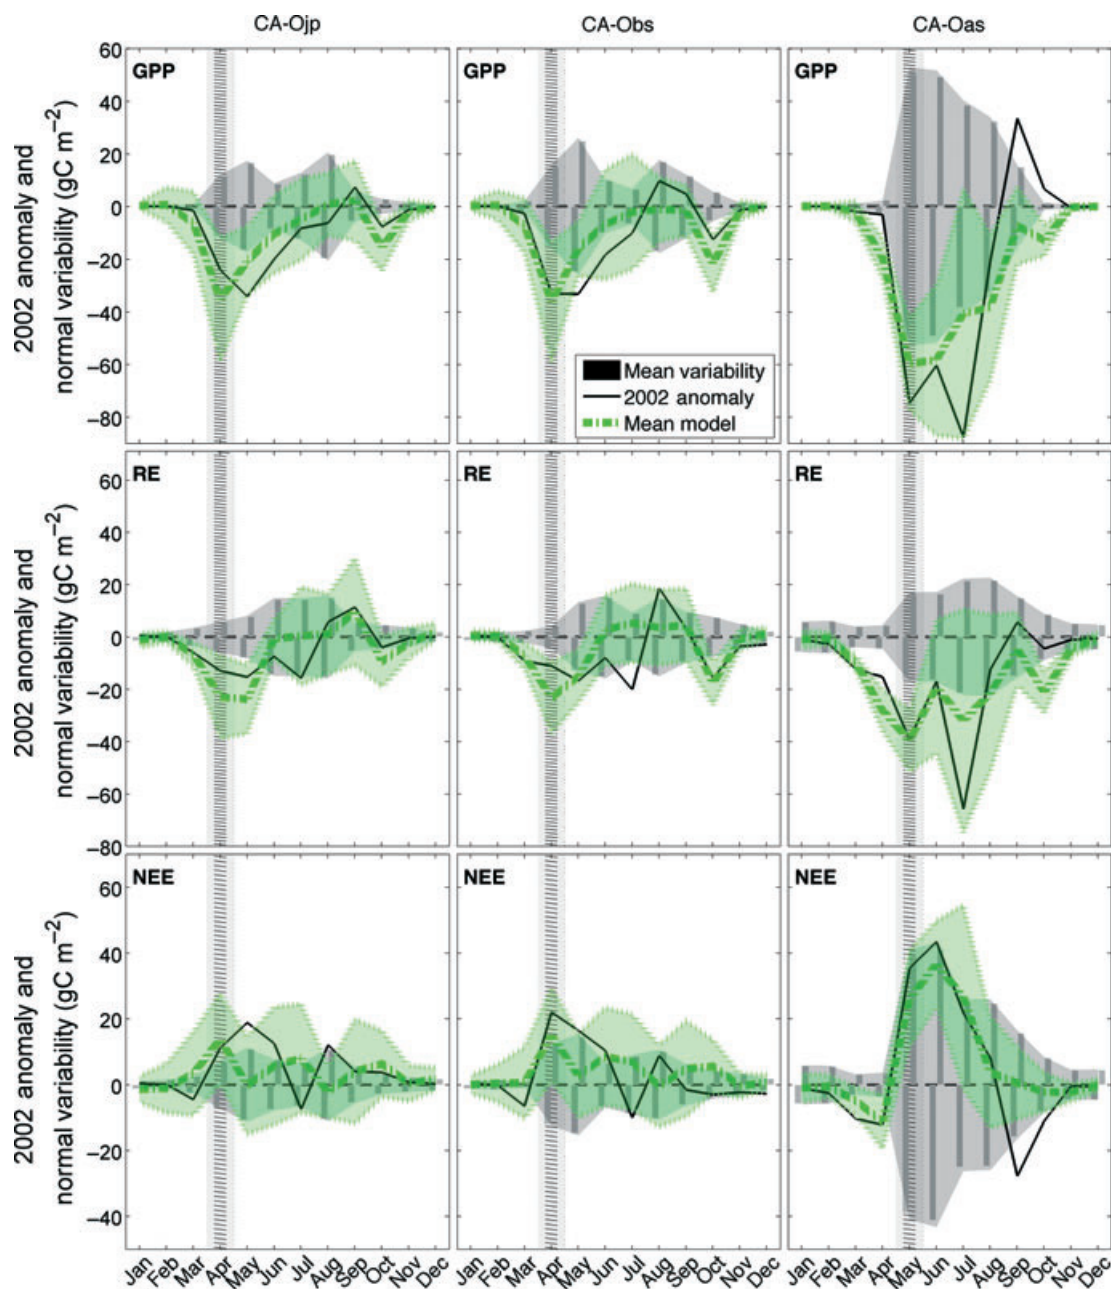 CA-Ojp CA-Obs CA-Oas
2002 anomaly and
normal variability (gC m−2)
60
40
20
0
−20
−40
−60
−80
GPP GPP GPP
Mean variability
2002 anomaly
Mean model
2002 anomaly and
normal variability (gC m−2)
60
40
20
0
−20
−40
−60
−80
RE RE RE
2002 anomaly and
normal variability (gC m−2)
60
40
20
0
−20
−40
NEE NEE NEE
Jan Feb Mar Apr May Jun Jul Aug Sep Oct Nov Dec Jan Feb Mar Apr May Jun Jul Aug Sep Oct Nov Dec Jan Feb Mar Apr May Jun Jul Aug Sep Oct Nov Dec